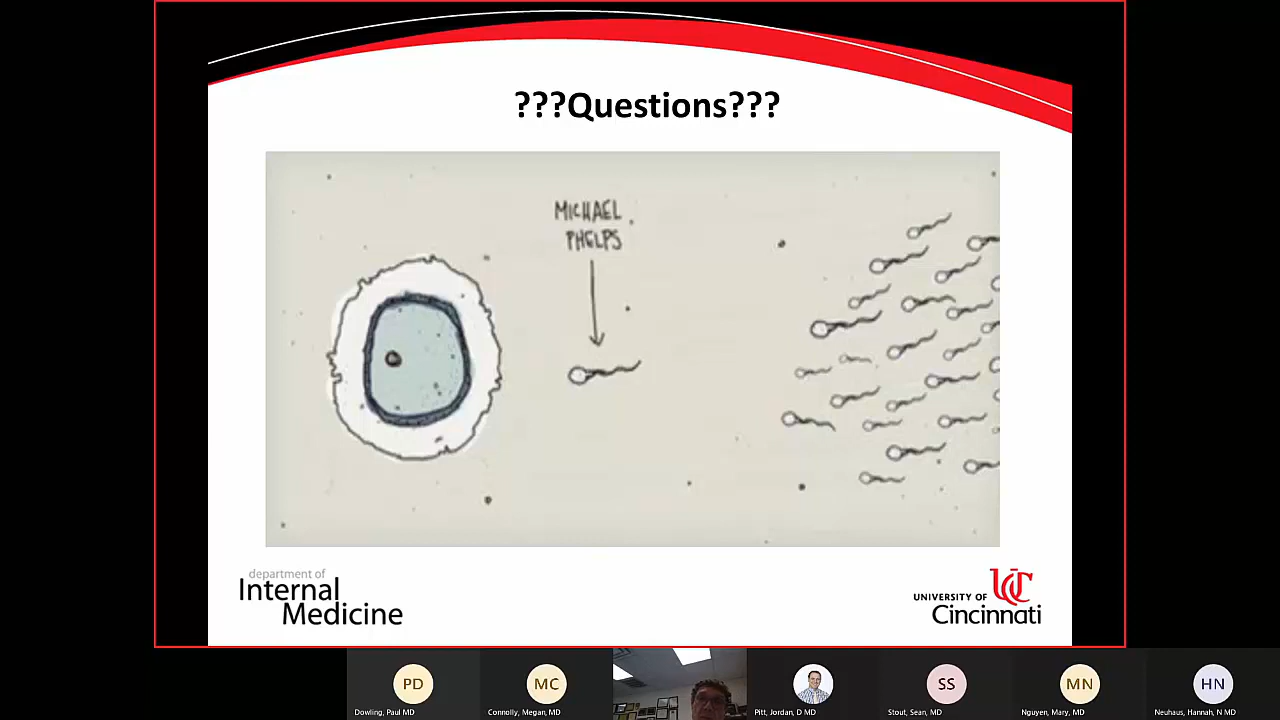 ???Questions???
MICHAEL
PHELPS
department of
Internal
Medicine
UNIVERSITY OF
UC
Cincinnati
PD
MC
SS
MN
HN
Dowling, Paul MD
Connolly, Megan, MD
Pitt, Jordan, D MD
Stout, Sean, MD
Nguyen, Mary, MD
Neuhaus, Hannah, N MD